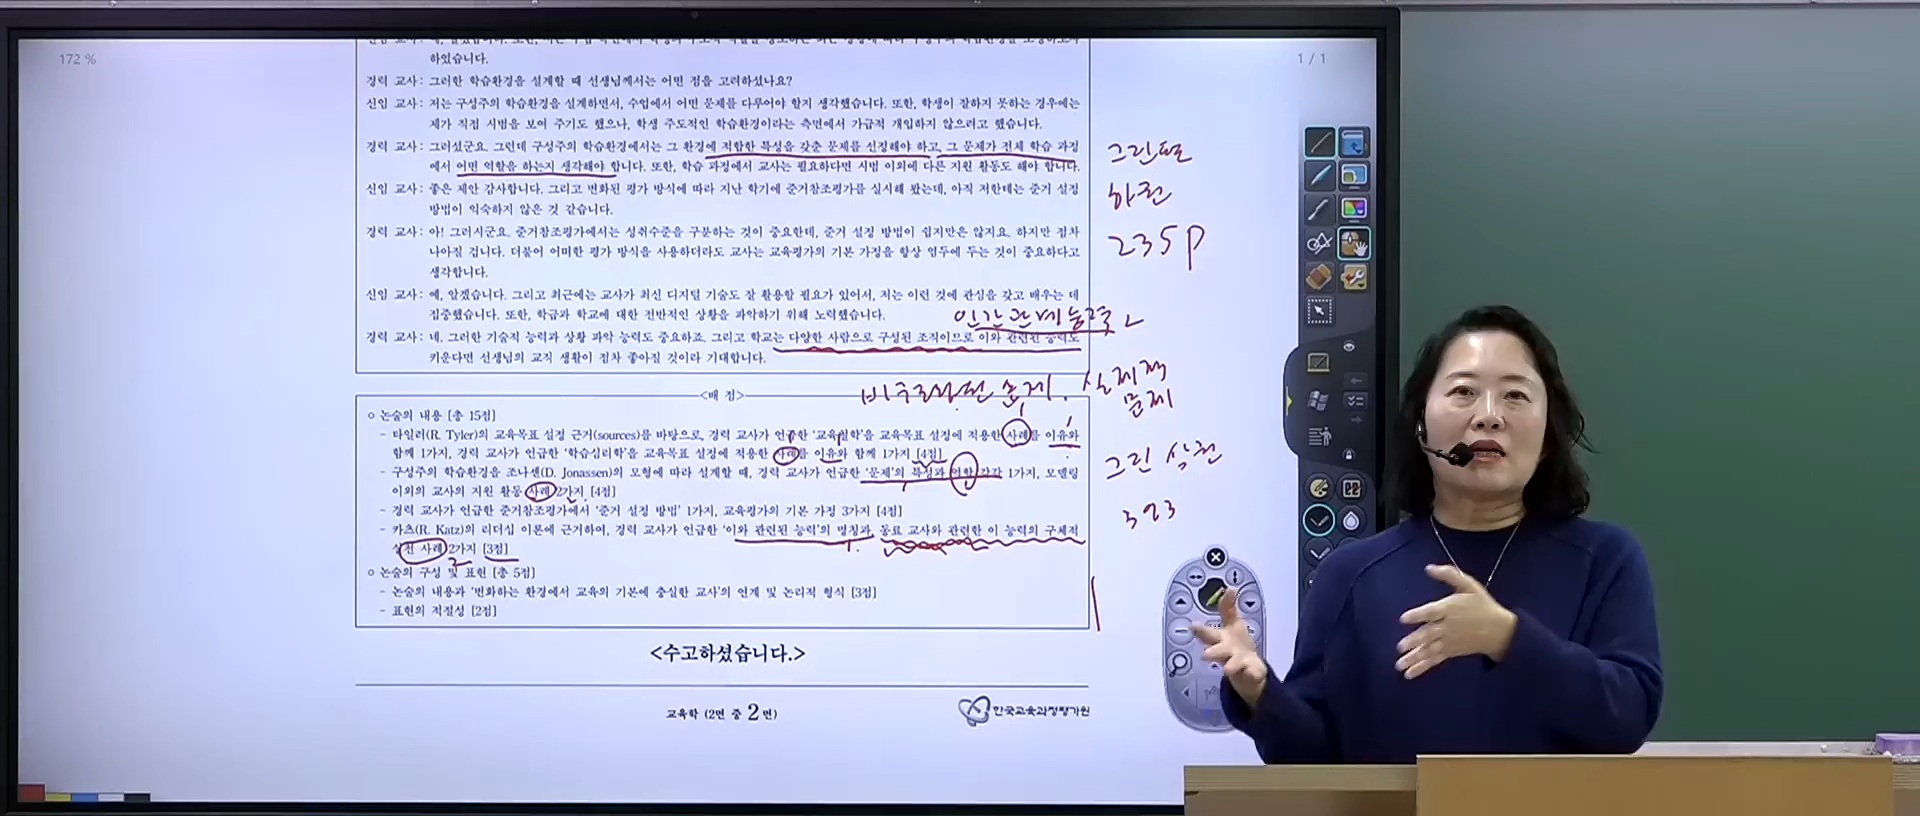 172 %
1 / 1
하였습니다.
경력 교사: 그러한 학습환경을 설계할 때 선생님께서는 어떤 점을 고려하셨나요?
신임 교사: 저는 구성주의 학습환경을 설계하면서, 수업에서 어떤 문제를 다루어야 할지 생각했습니다. 또한, 학생이 잘하지 못하는 경우에는
제가 직접 시범을 보여 주기도 했으나, 학생 주도적인 학습환경이라는 측면에서 가급적 개입하지 않으려고 했습니다.
경력 교사: 그러셨군요. 그런데 구성주의 학습환경에서는 그 환경에 적합한 특성을 갖춘 문제를 선정해야 하고, 그 문제가 전체 학습 과정
에서 어떤 역할을 하는지 생각해야 합니다. 또한, 학습 과정에서 교사는 필요하다면 시범 이외에 다른 지원 활동도 해야 합니다.
신임 교사: 좋은 제안 감사합니다. 그리고 변화된 평가 방식에 따라 지난 학기에 준거참조평가를 실시해 봤는데, 아직 저한테는 준거 설정
방법이 익숙하지 않은 것 같습니다.
경력 교사: 아! 그러시군요. 준거참조평가에서는 성취수준을 구분하는 것이 중요한데, 준거 설정 방법이 쉽지만은 않지요. 하지만 점차
나아질 겁니다. 더불어 어떠한 평가 방식을 사용하더라도 교사는 교육평가의 기본 가정을 항상 염두에 두는 것이 중요하다고
생각합니다.
신임 교사: 예, 알겠습니다. 그리고 최근에는 교사가 최신 디지털 기술도 잘 활용할 필요가 있어서, 저는 이런 것에 관심을 갖고 배우는 데
집중했습니다. 또한, 학급과 학교에 대한 전반적인 상황을 파악하기 위해 노력했습니다.
인간관계능력
경력 교사: 네, 그러한 기술적 능력과 상황 파악 능력도 중요하죠. 그리고 학교는 다양한 사람으로 구성된 조직이므로 이와 관련된 능력도
키운다면 선생님의 교직 생활이 점차 좋아질 것이라 기대합니다.
비구조화된 문제. 실제적
문제
<배 점>
○ 논술의 내용 [총 15점]
- 타일러(R. Tyler)의 교육목표 설정 근거(sources)를 바탕으로, 경력 교사가 언급한 '교육철학'을 교육목표 설정에 적용한 사례를 이유와
함께 1가지, 경력 교사가 언급한 '학습심리학'을 교육목표 설정에 적용한 사례를 이유와 함께 1가지 [4점]
- 구성주의 학습환경을 조나센(D. Jonassen)의 모형에 따라 설계할 때, 경력 교사가 언급한 '문제'의 특성과 역할 각각 1가지, 모델링
이외의 교사의 지원 활동 사례 2가지 [4점]
- 경력 교사가 언급한 준거참조평가에서 '준거 설정 방법' 1가지, 교육평가의 기본 가정 3가지 [4점]
- 카츠(R. Katz)의 리더십 이론에 근거하여, 경력 교사가 언급한 '이와 관련된 능력'의 명칭과, 동료 교사와 관련한 이 능력의 구체적
실천 사례 2가지 [3점]
○ 논술의 구성 및 표현 [총 5점]
- 논술의 내용과 '변화하는 환경에서 교육의 기본에 충실한 교사'의 연계 및 논리적 형식 [3점]
- 표현의 적절성 [2점]
<수고하셨습니다.>
교육학 (2면 중 2면)
한국교육과정평가원
하권
235p
323